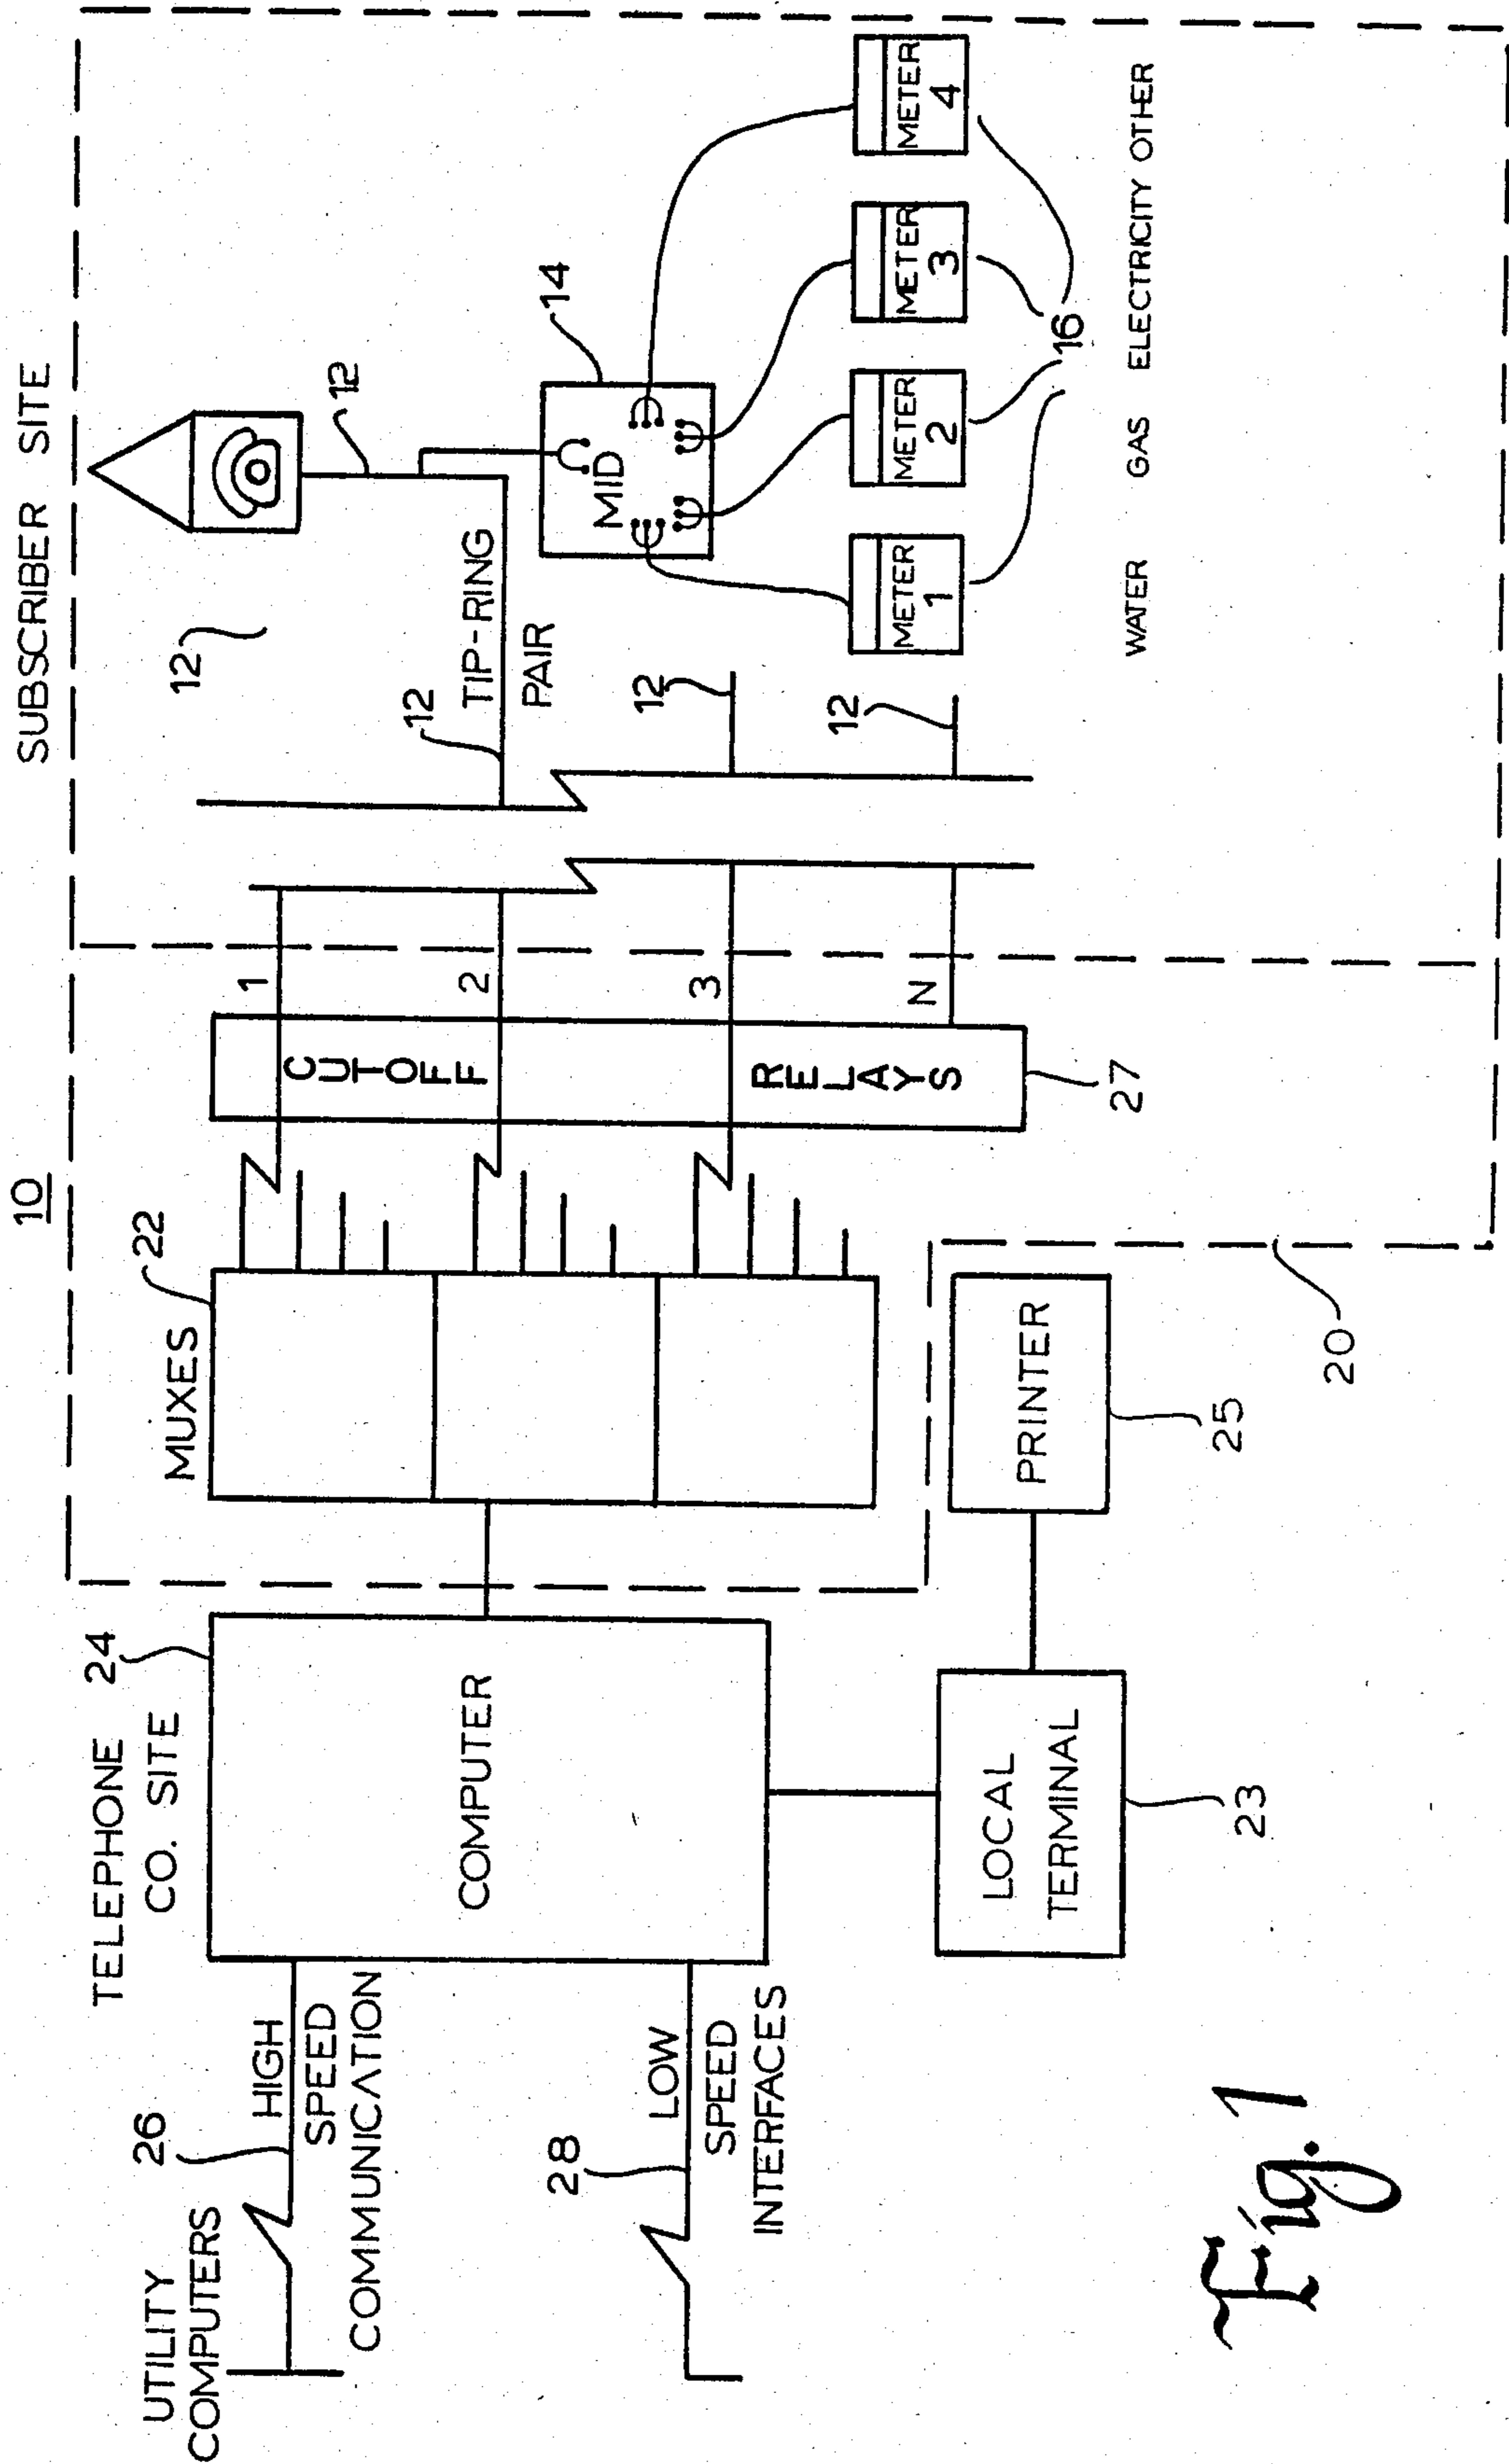 10
SUBSCRIBER SITE
TELEPHONE
CO. SITE
24
MUXES
22
UTILITY
COMPUTERS
26
HIGH
SPEED
COMMUNICATION
28
LOW
SPEED
INTERFACES
COMPUTER
LOCAL
TERMINAL
23
PRINTER
25
20
CUTOFF
RELAYS
27
1
2
3
N
12
12
TIP-RING
PAIR
12
12
12
MID
14
METER
1
METER
2
METER
3
METER
4
16
WATER GAS ELECTRICITY OTHER
Fig. 1